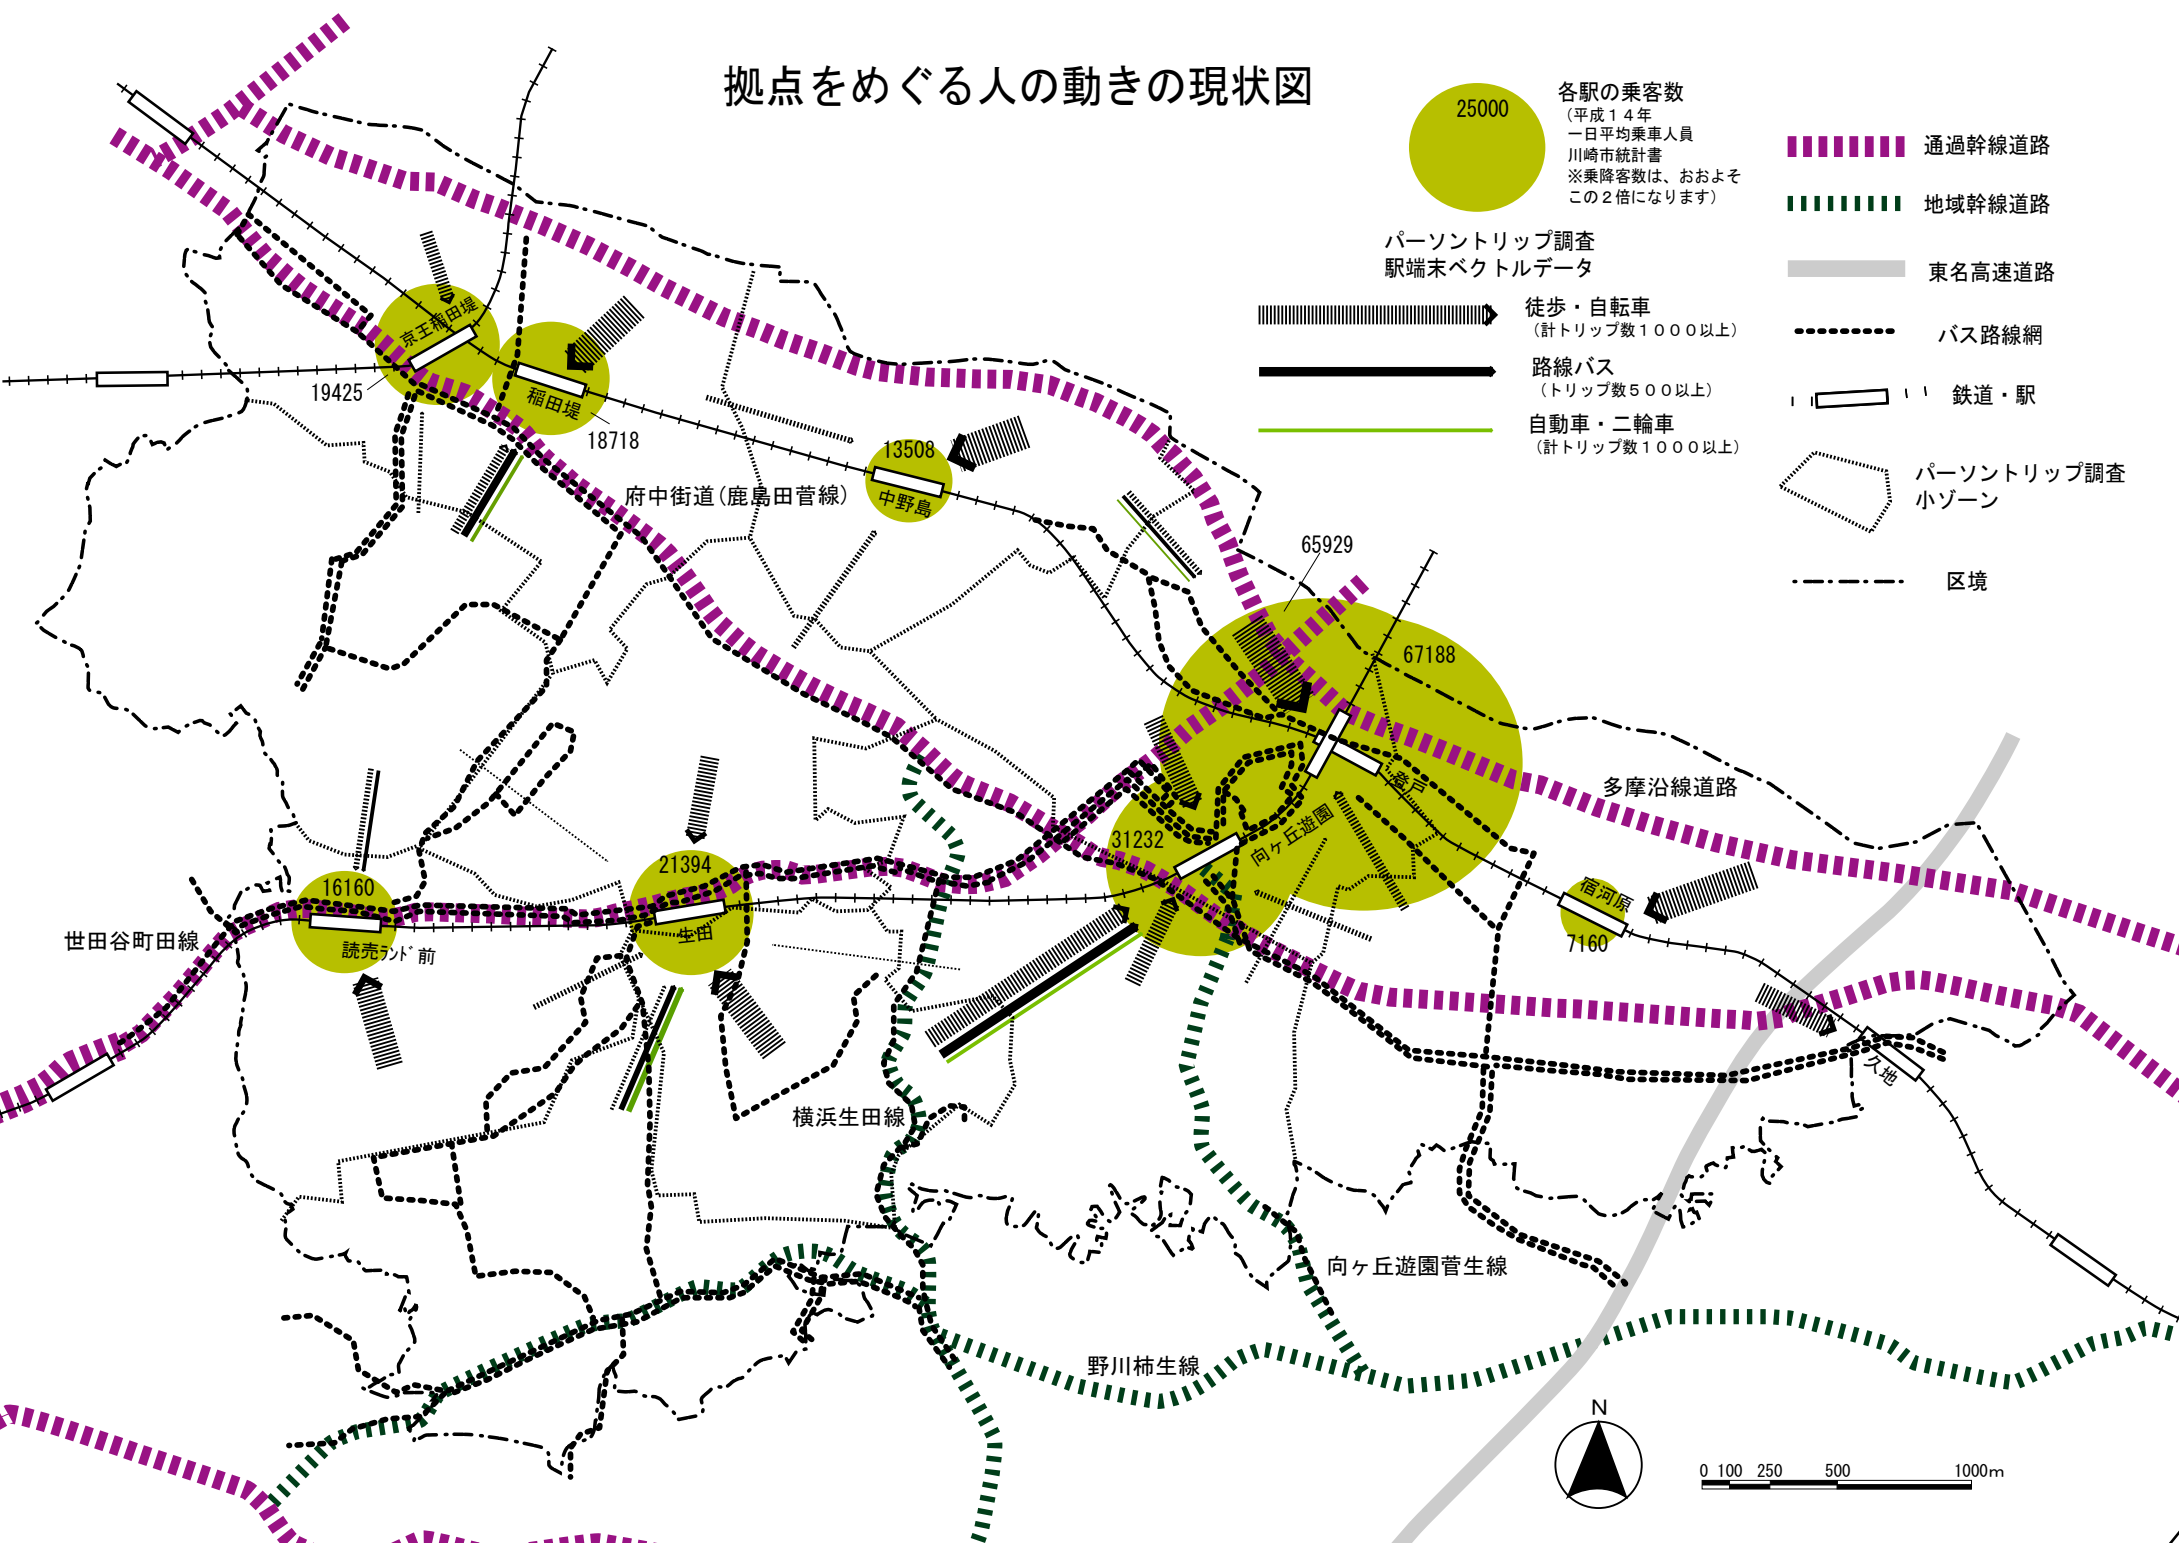 拠点をめぐる人の動きの現状図
25000
各駅の乗客数
（平成１４年
一日平均乗車人員
川崎市統計書
※乗降客数は、おおよそ
この２倍になります）
パーソントリップ調査
駅端末ベクトルデータ
徒歩・自転車
（計トリップ数１０００以上）
路線バス
（トリップ数５００以上）
自動車・二輪車
（計トリップ数１０００以上）
通過幹線道路
地域幹線道路
東名高速道路
バス路線網
鉄道・駅
パーソントリップ調査
小ゾーン
区境
京王稲田堤
19425
稲田堤
18718
13508
中野島
府中街道(鹿島田菅線)
65929
67188
登戸
多摩沿線道路
31232
向ヶ丘遊園
宿河原
7160
久地
21394
生田
16160
読売ﾗﾝﾄﾞ前
世田谷町田線
横浜生田線
向ヶ丘遊園菅生線
野川柿生線
N
0 100 250 500 1000m